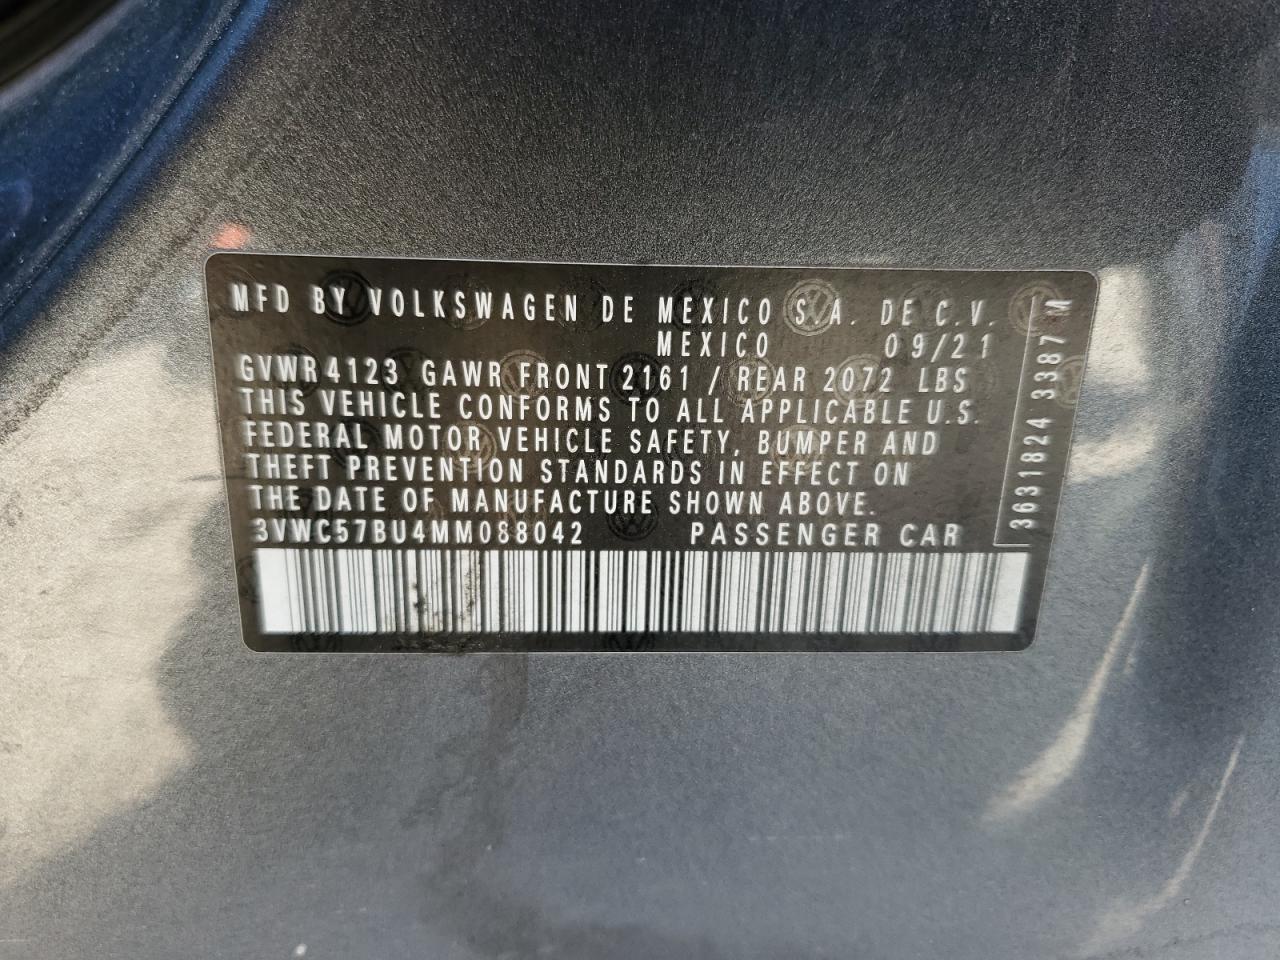 MFD BY VOLKSWAGEN DE MEXICO S.A. DE C.V.
MEXICO 09/21
GVWR 4123 GAWR FRONT 2161 / REAR 2072 LBS
THIS VEHICLE CONFORMS TO ALL APPLICABLE U.S.
FEDERAL MOTOR VEHICLE SAFETY, BUMPER AND
THEFT PREVENTION STANDARDS IN EFFECT ON
THE DATE OF MANUFACTURE SHOWN ABOVE.
3VWC57BU4MM088042 PASSENGER CAR
3631824 3387 M